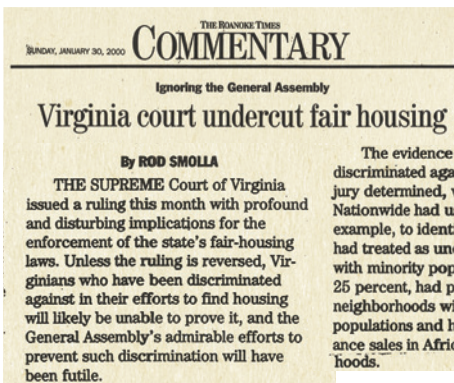 THE ROANOKE TIMES
SUNDAY, JANUARY 30, 2000
COMMENTARY
Ignoring the General Assembly
Virginia court undercut fair housing
By ROD SMOLLA
THE SUPREME Court of Virginia
issued a ruling this month with profound
and disturbing implications for the
enforcement of the state's fair-housing
laws. Unless the ruling is reversed, Vir-
ginians who have been discriminated
against in their efforts to find housing
will likely be unable to prove it, and the
General Assembly's admirable efforts to
prevent such discrimination will have
been futile.
The evidence
discriminated aga
jury determined, 
Nationwide had u
example, to ident
had treated as un
with minority pop
25 percent, had p
neighborhoods wi
populations and h
ance sales in Afric
hoods.